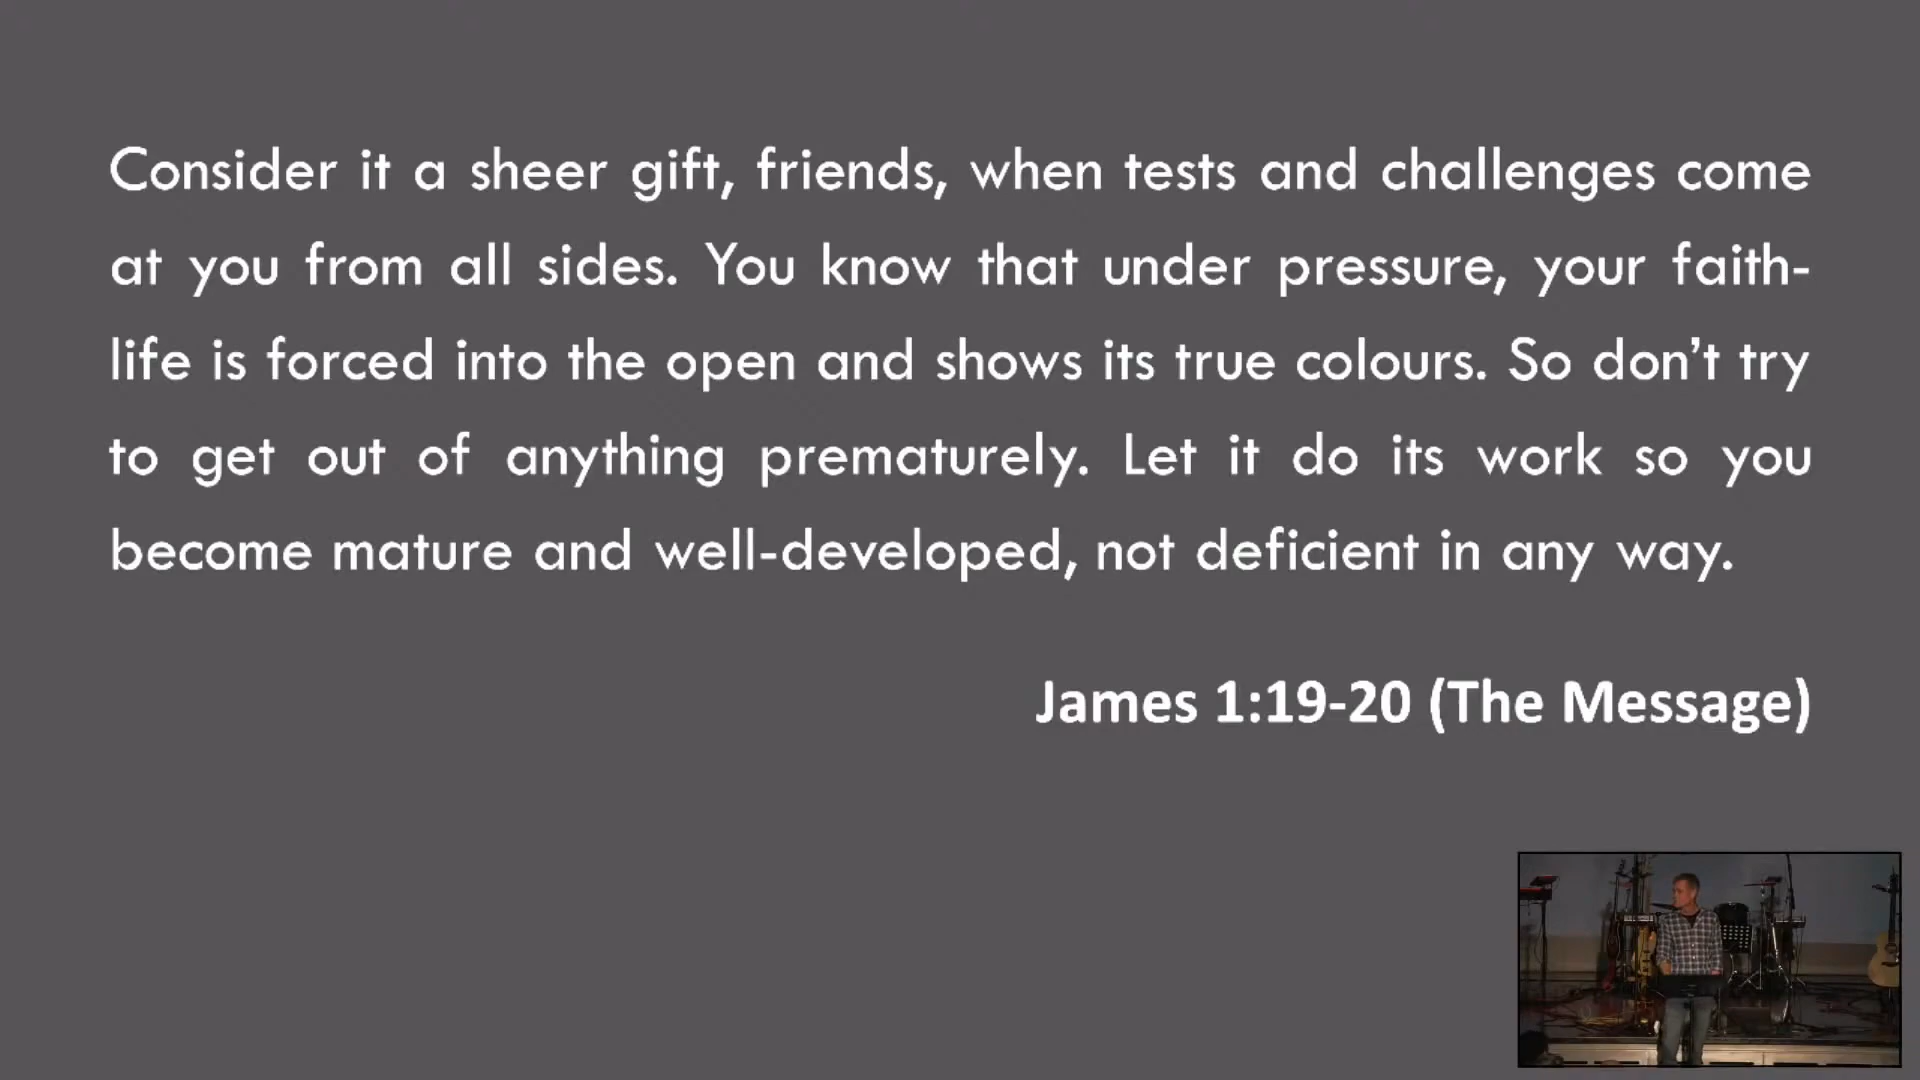 Consider it a sheer gift, friends, when tests and challenges come
at you from all sides. You know that under pressure, your faith-
life is forced into the open and shows its true colours. So don’t try
to get out of anything prematurely. Let it do its work so you
become mature and well-developed, not deficient in any way.
James 1:19-20 (The Message)